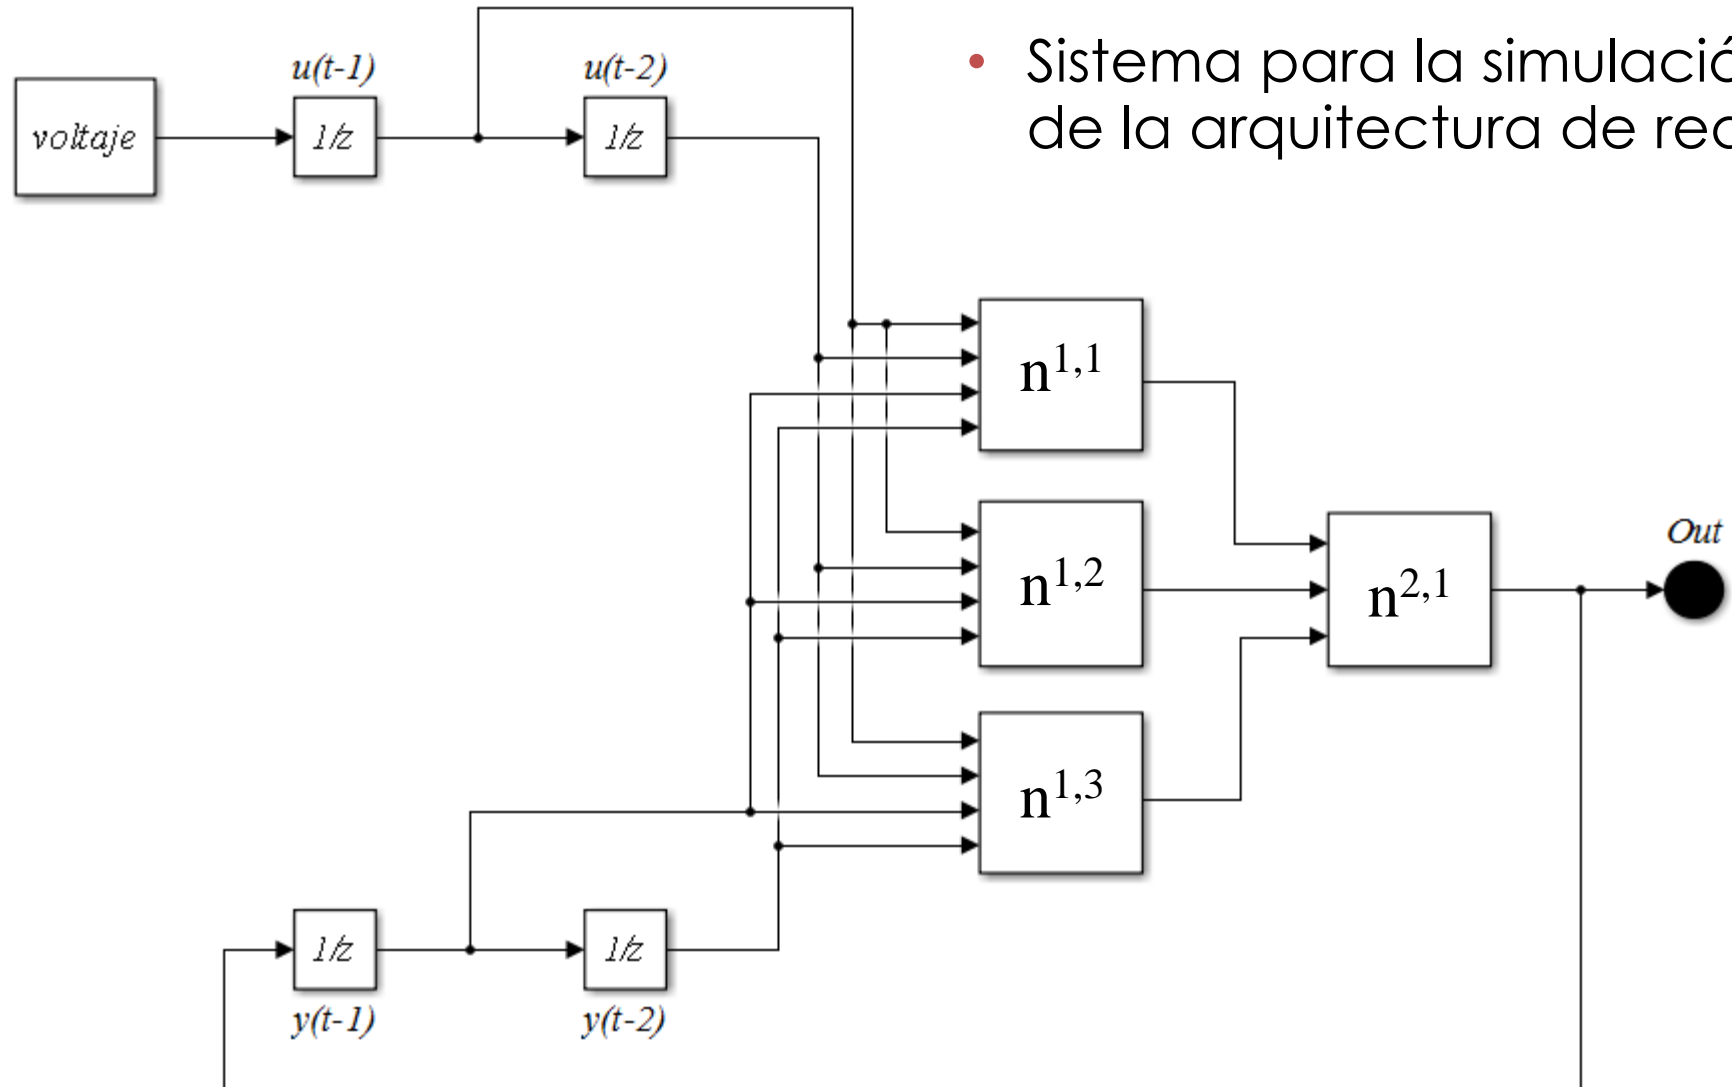 • Sistema para la simulació
de la arquitectura de rec
u(t-1)
u(t-2)
voltaje
1/z
1/z
n1,1
n1,2
n1,3
n2,1
Out
1/z
1/z
y(t-1)
y(t-2)